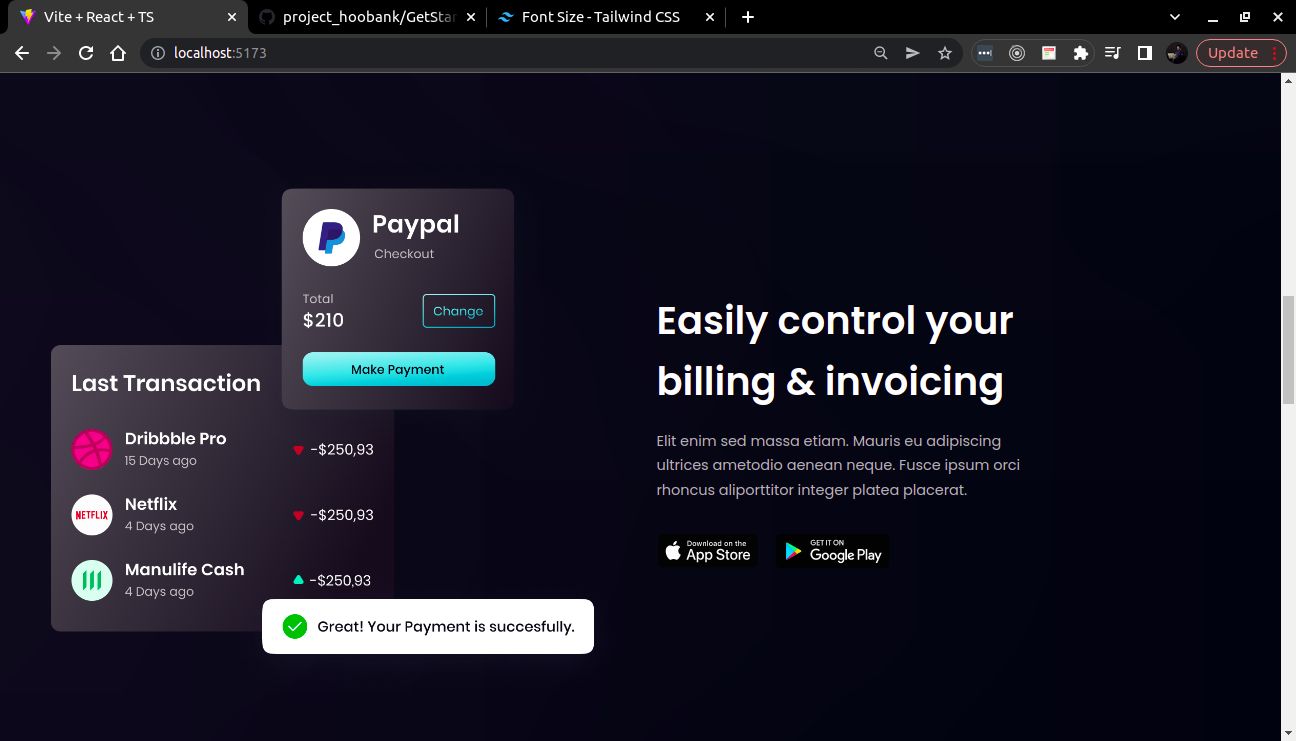 Vite + React + TS
project_hoobank/GetStar
Font Size - Tailwind CSS
localhost:5173
Update
Paypal
Checkout
Total
$210
Change
Make Payment
Last Transaction
Dribbble Pro
15 Days ago
-$250,93
NETFLIX
Netflix
4 Days ago
-$250,93
Manulife Cash
4 Days ago
-$250,93
Great! Your Payment is succesfully.
Easily control your
billing & invoicing
Elit enim sed massa etiam. Mauris eu adipiscing
ultrices ametodio aenean neque. Fusce ipsum orci
rhoncus aliporttitor integer platea placerat.
Download on the
App Store
GET IT ON
Google Play